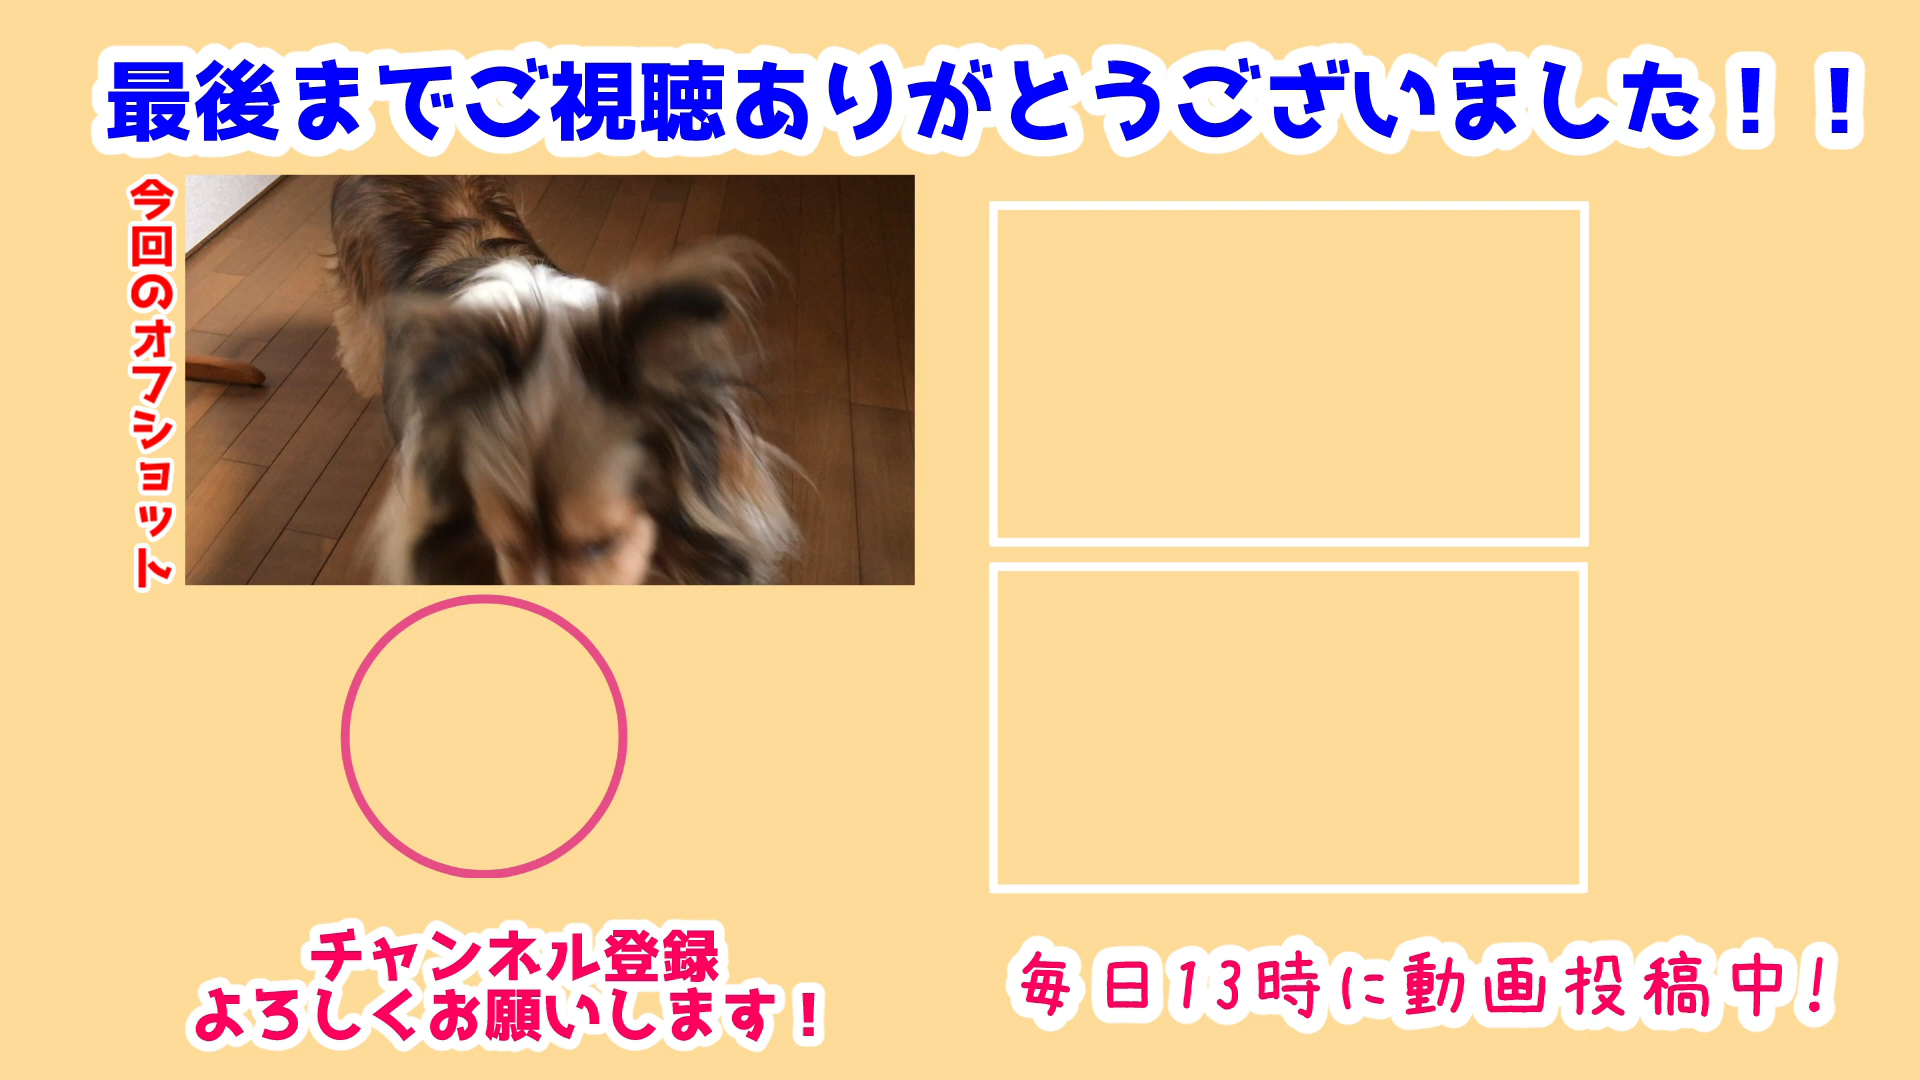 最後までご視聴ありがとうございました！！
今回のオフショット
チャンネル登録
よろしくお願いします！
毎日13時に動画投稿中！